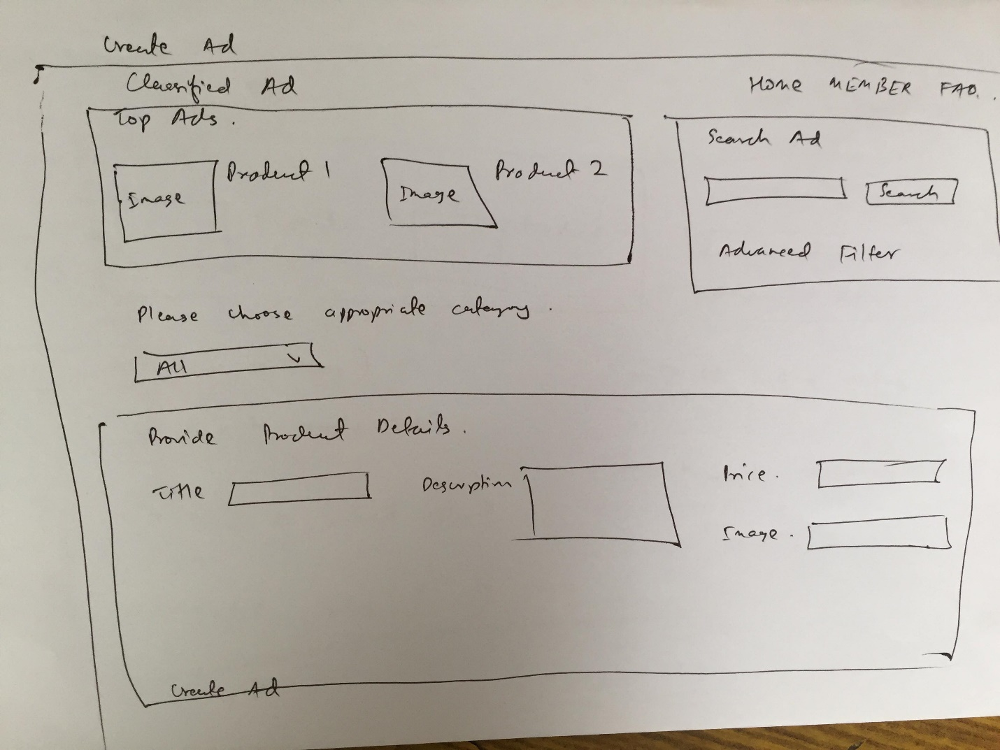 Create Ad
Classified Ad
Home MEMBER FAQ.
Top Ads.
Search Ad
Image
Product 1
Image
Product 2
Search
Advanced Filter
Please choose appropriate category.
All
Provide Product Details.
Title
Description
Price.
Image.
Create Ad